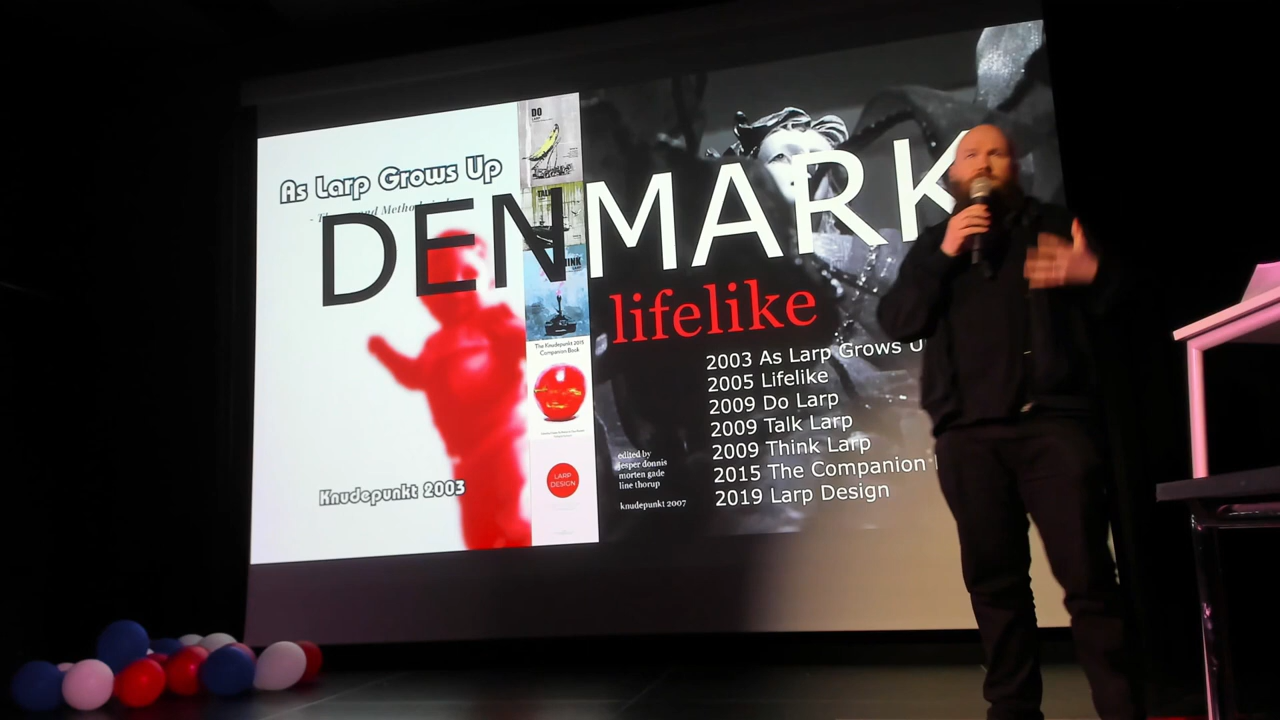 As Larp Grows Up
DENMARK
DO
THINK
The Knudepunkt 2015
Companion Book
LARP
DESIGN
Knudepunkt 2003
lifelike
edited by
jesper donnis
morten gade
line thorup
knudepunkt 2007
2003 As Larp Grows U
2005 Lifelike
2009 Do Larp
2009 Talk Larp
2009 Think Larp
2015 The Companion
2019 Larp Design